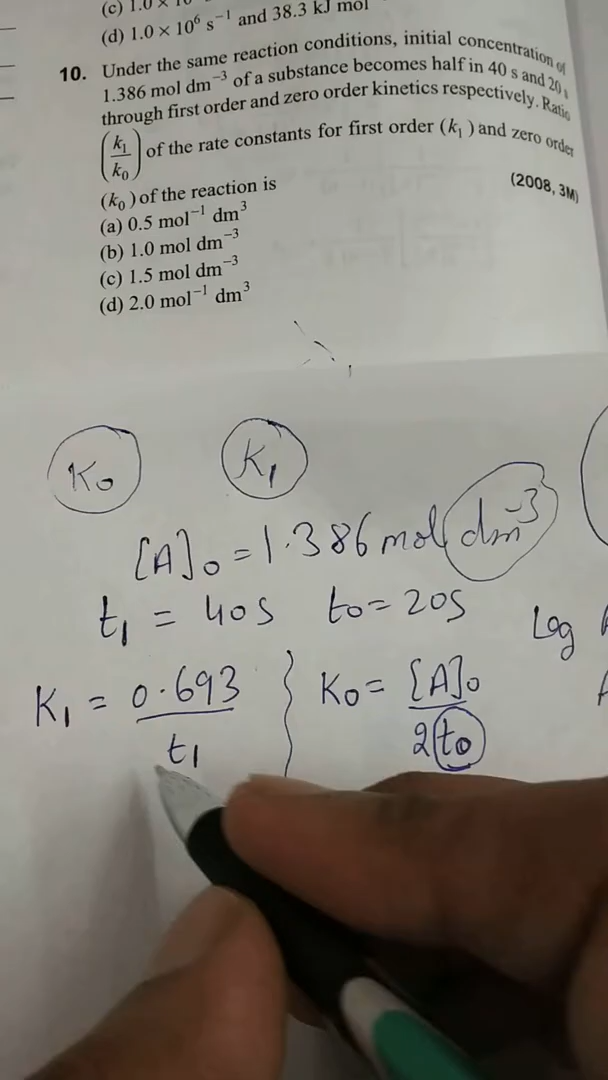 (c) 1.0 × 10
(d) 1.0 × 10⁶ s⁻¹ and 38.3 kJ mol
10. Under the same reaction conditions, initial concentration of
1.386 mol dm⁻³ of a substance becomes half in 40 s and 20 s
through first order and zero order kinetics respectively. Ratio
(k₁/k₀) of the rate constants for first order (k₁) and zero order
(k₀) of the reaction is
(2008, 3M)
(a) 0.5 mol⁻¹ dm³
(b) 1.0 mol dm⁻³
(c) 1.5 mol dm⁻³
(d) 2.0 mol⁻¹ dm³
K₀ K₁
[A]₀ = 1.386 mol dm⁻³
t₁ = 40s t₀ = 20s
Log
K₁ = 0.693/t₁ K₀ = [A]₀/2t₀